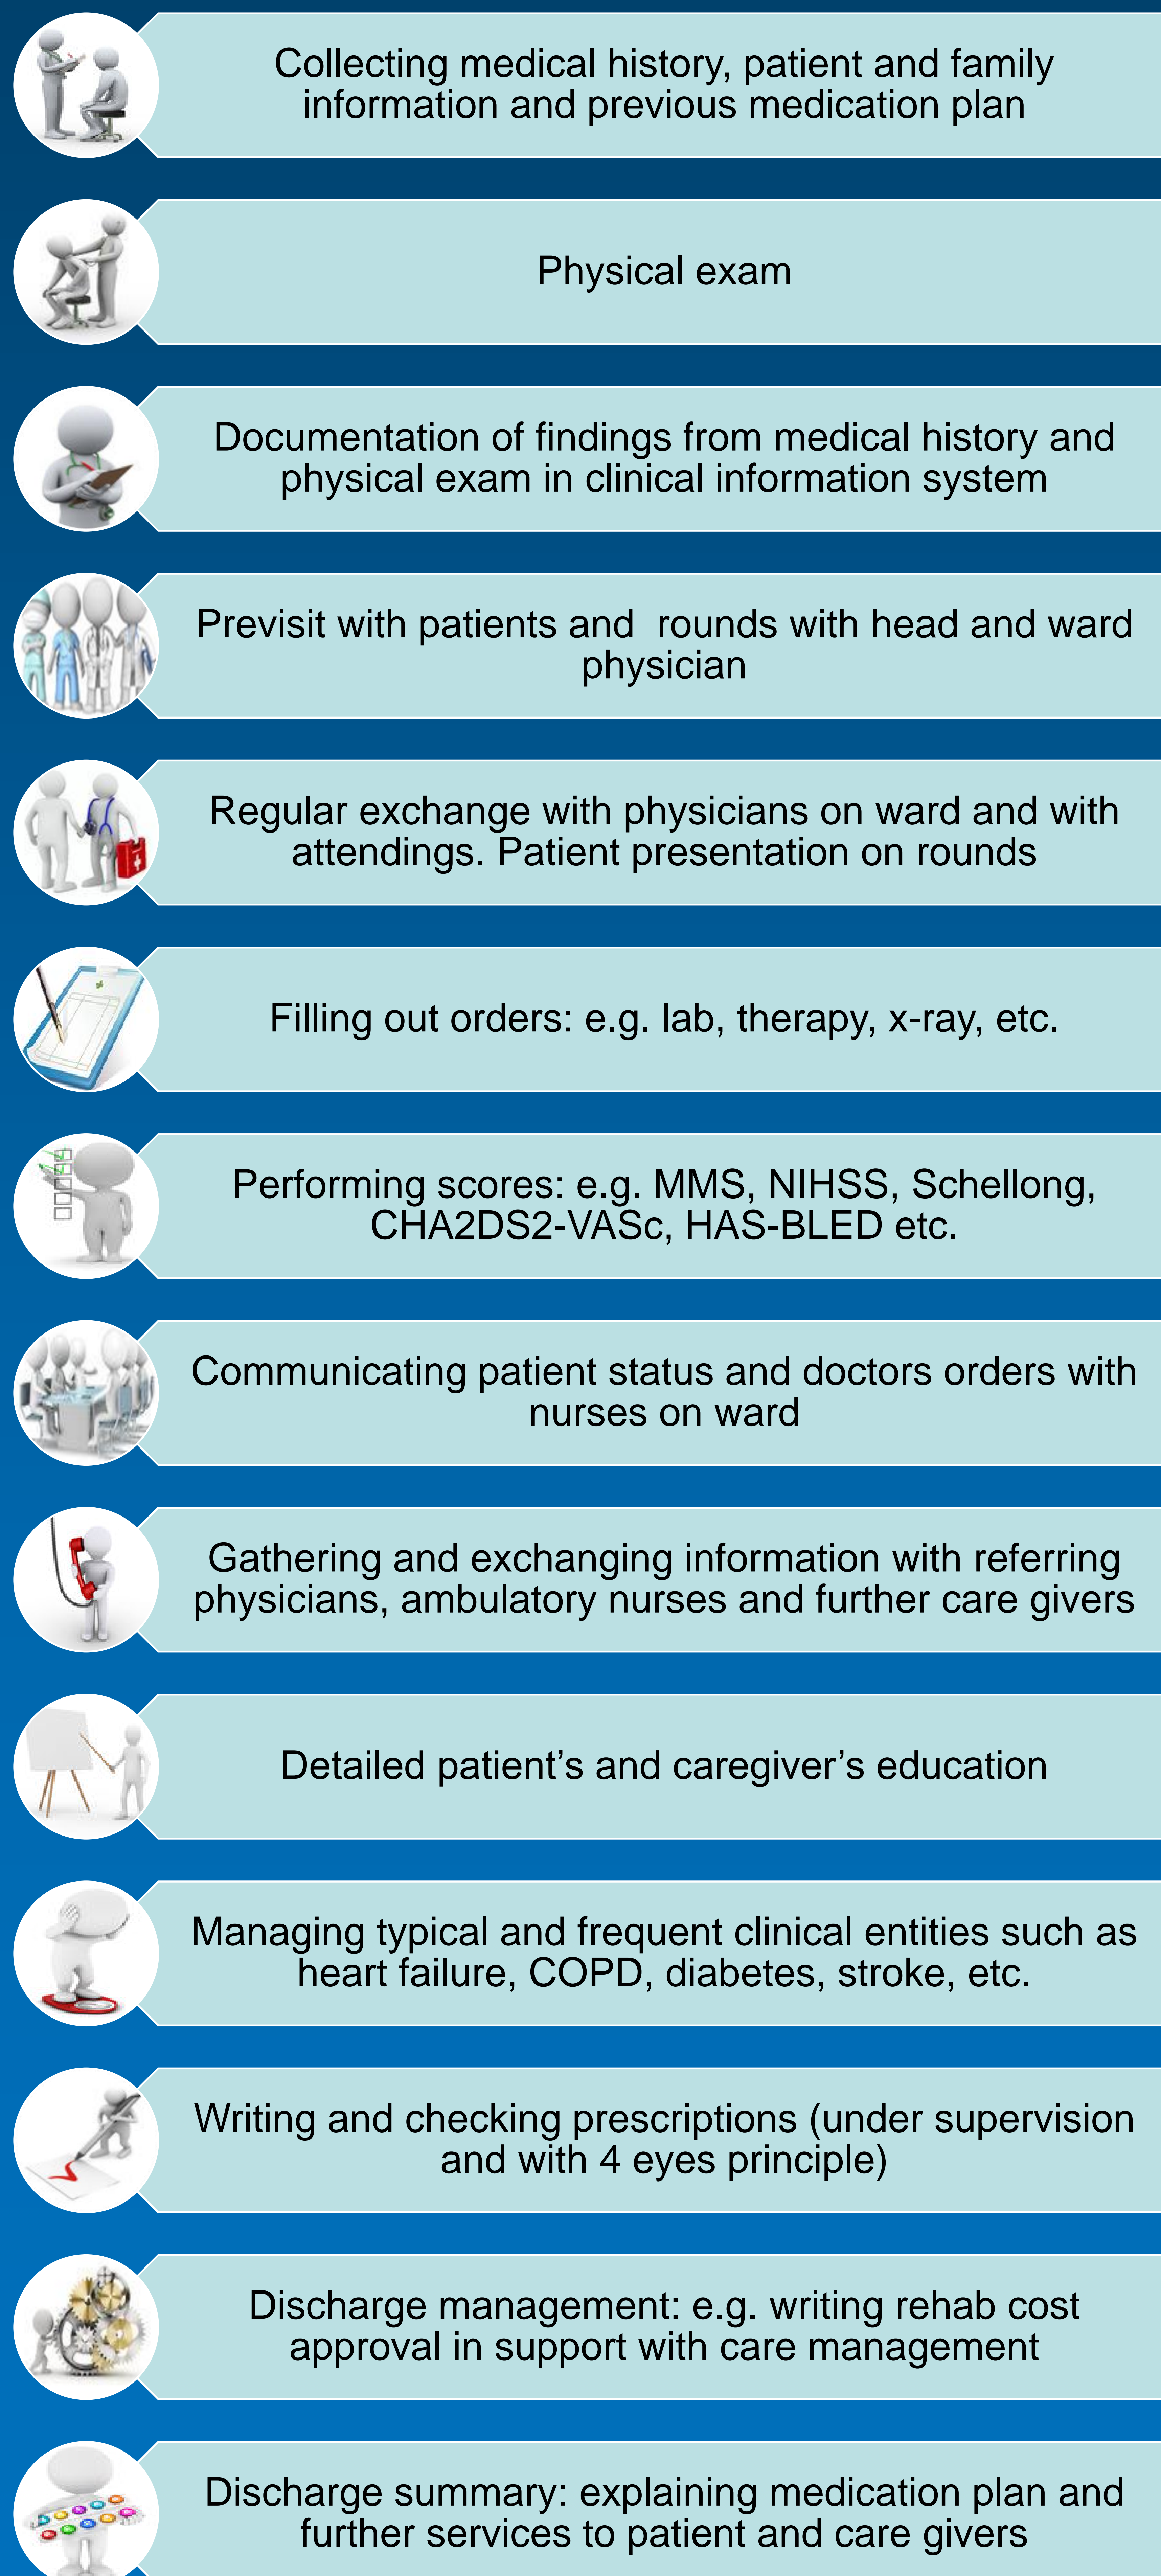 Collecting medical history, patient and family
information and previous medication plan
Physical exam
Documentation of findings from medical history and
physical exam in clinical information system
Previsit with patients and  rounds with head and ward
physician
Regular exchange with physicians on ward and with
attendings. Patient presentation on rounds
Filling out orders: e.g. lab, therapy, x-ray, etc.
Performing scores: e.g. MMS, NIHSS, Schellong,
CHA2DS2-VASc, HAS-BLED etc.
Communicating patient status and doctors orders with
nurses on ward
Gathering and exchanging information with referring
physicians, ambulatory nurses and further care givers
Detailed patient’s and caregiver’s education
Managing typical and frequent clinical entities such as
heart failure, COPD, diabetes, stroke, etc.
Writing and checking prescriptions (under supervision
and with 4 eyes principle)
Discharge management: e.g. writing rehab cost
approval in support with care management
Discharge summary: explaining medication plan and
further services to patient and care givers